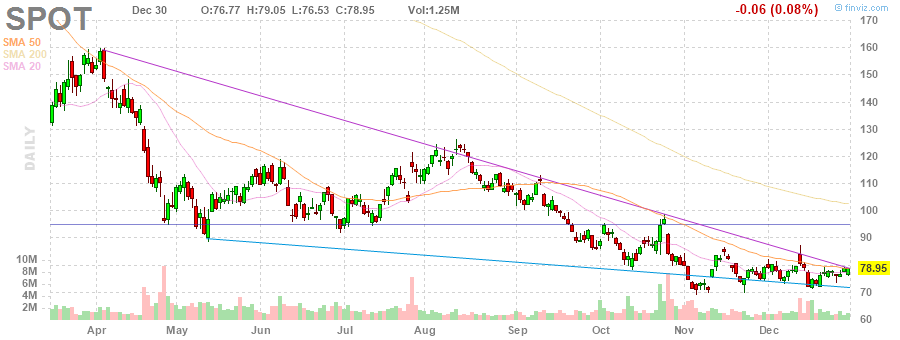 SPOT
Dec 30 O:76.77 H:79.05 L:76.53 C:78.95 Vol:1.25M -0.06 (0.08%)
© finviz.com
SMA 50
SMA 200
SMA 20
DAILY
170
160
150
140
130
120
110
100
90
80
78.95
70
60
10M
8M
6M
4M
2M
Apr May Jun Jul Aug Sep Oct Nov Dec